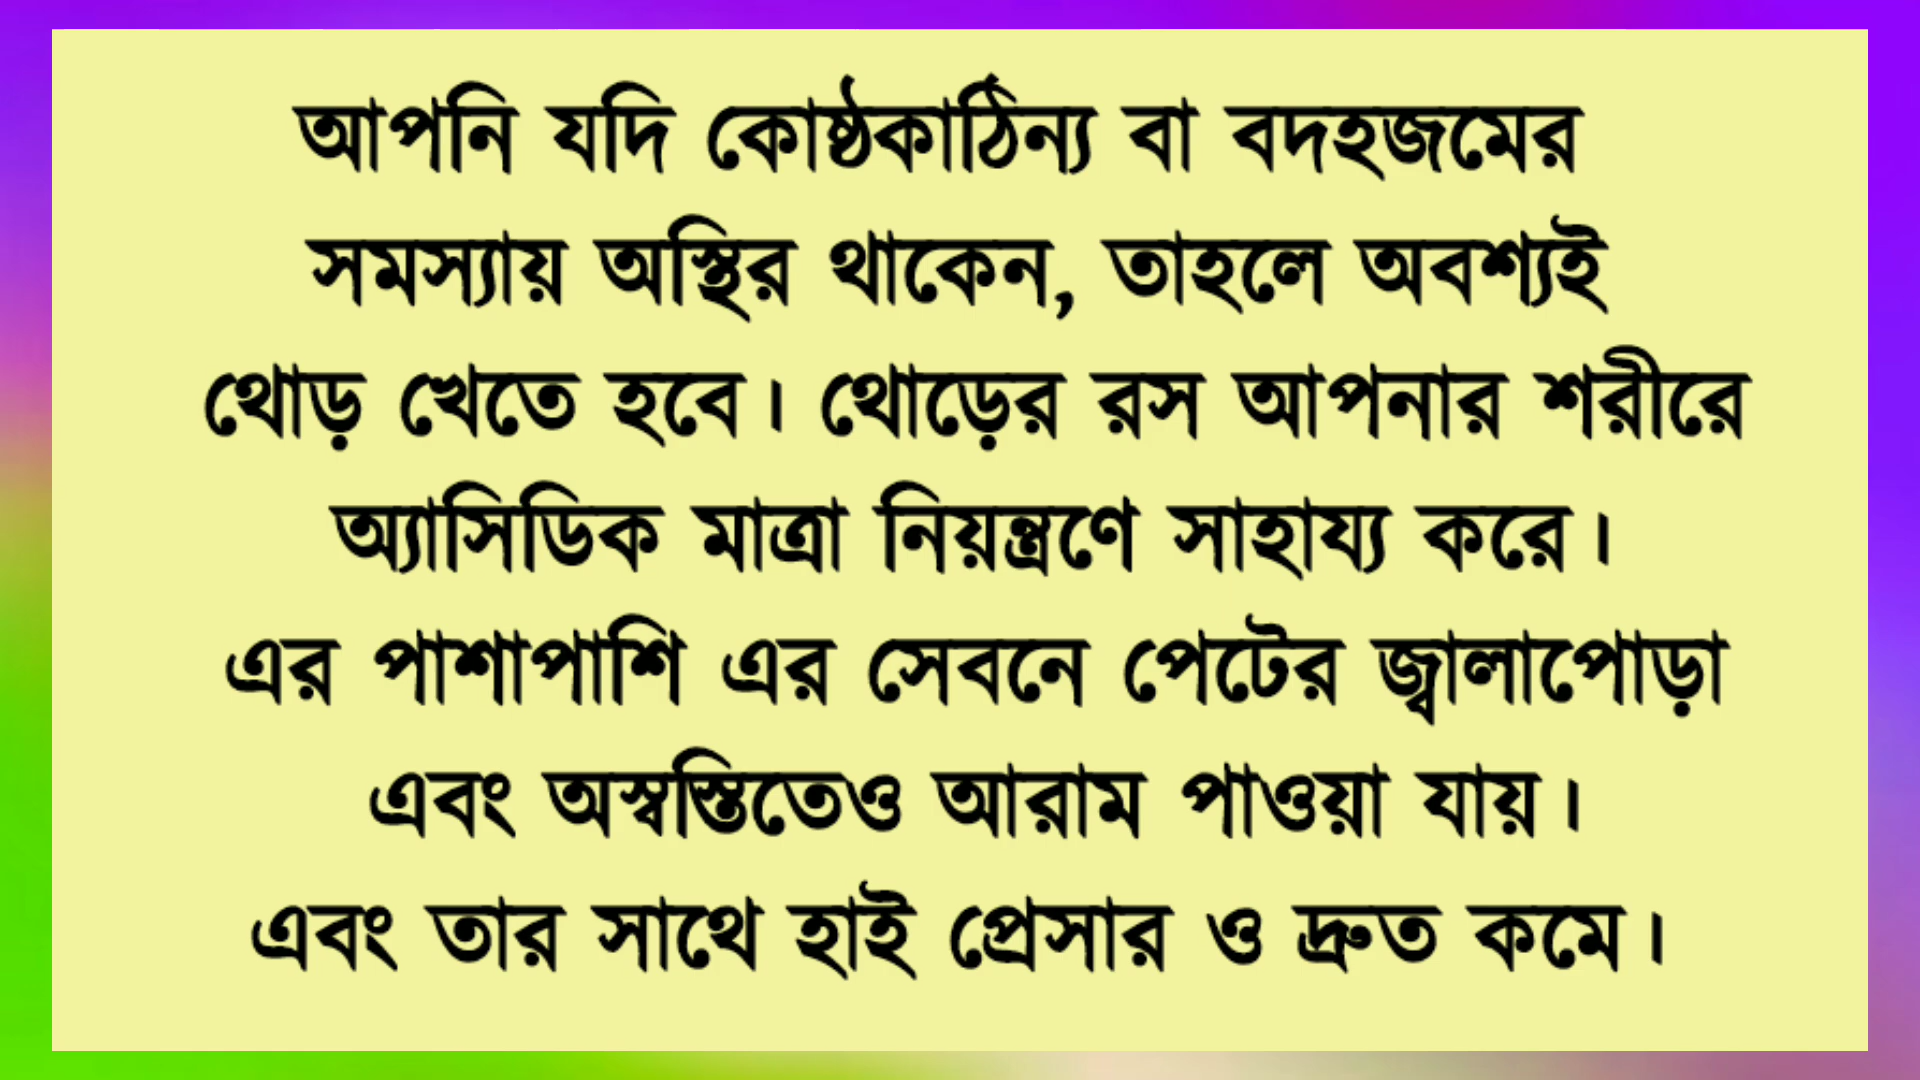 আপনি যদি কোষ্ঠকাঠিন্য বা বদহজমের
সমস্যায় অস্থির থাকেন, তাহলে অবশ্যই
থোড় খেতে হবে। থোড়ের রস আপনার শরীরে
অ্যাসিডিক মাত্রা নিয়ন্ত্রণে সাহায্য করে।
এর পাশাপাশি এর সেবনে পেটের জ্বালাপোড়া
এবং অস্বস্তিতেও আরাম পাওয়া যায়।
এবং তার সাথে হাই প্রেসার ও দ্রুত কমে।